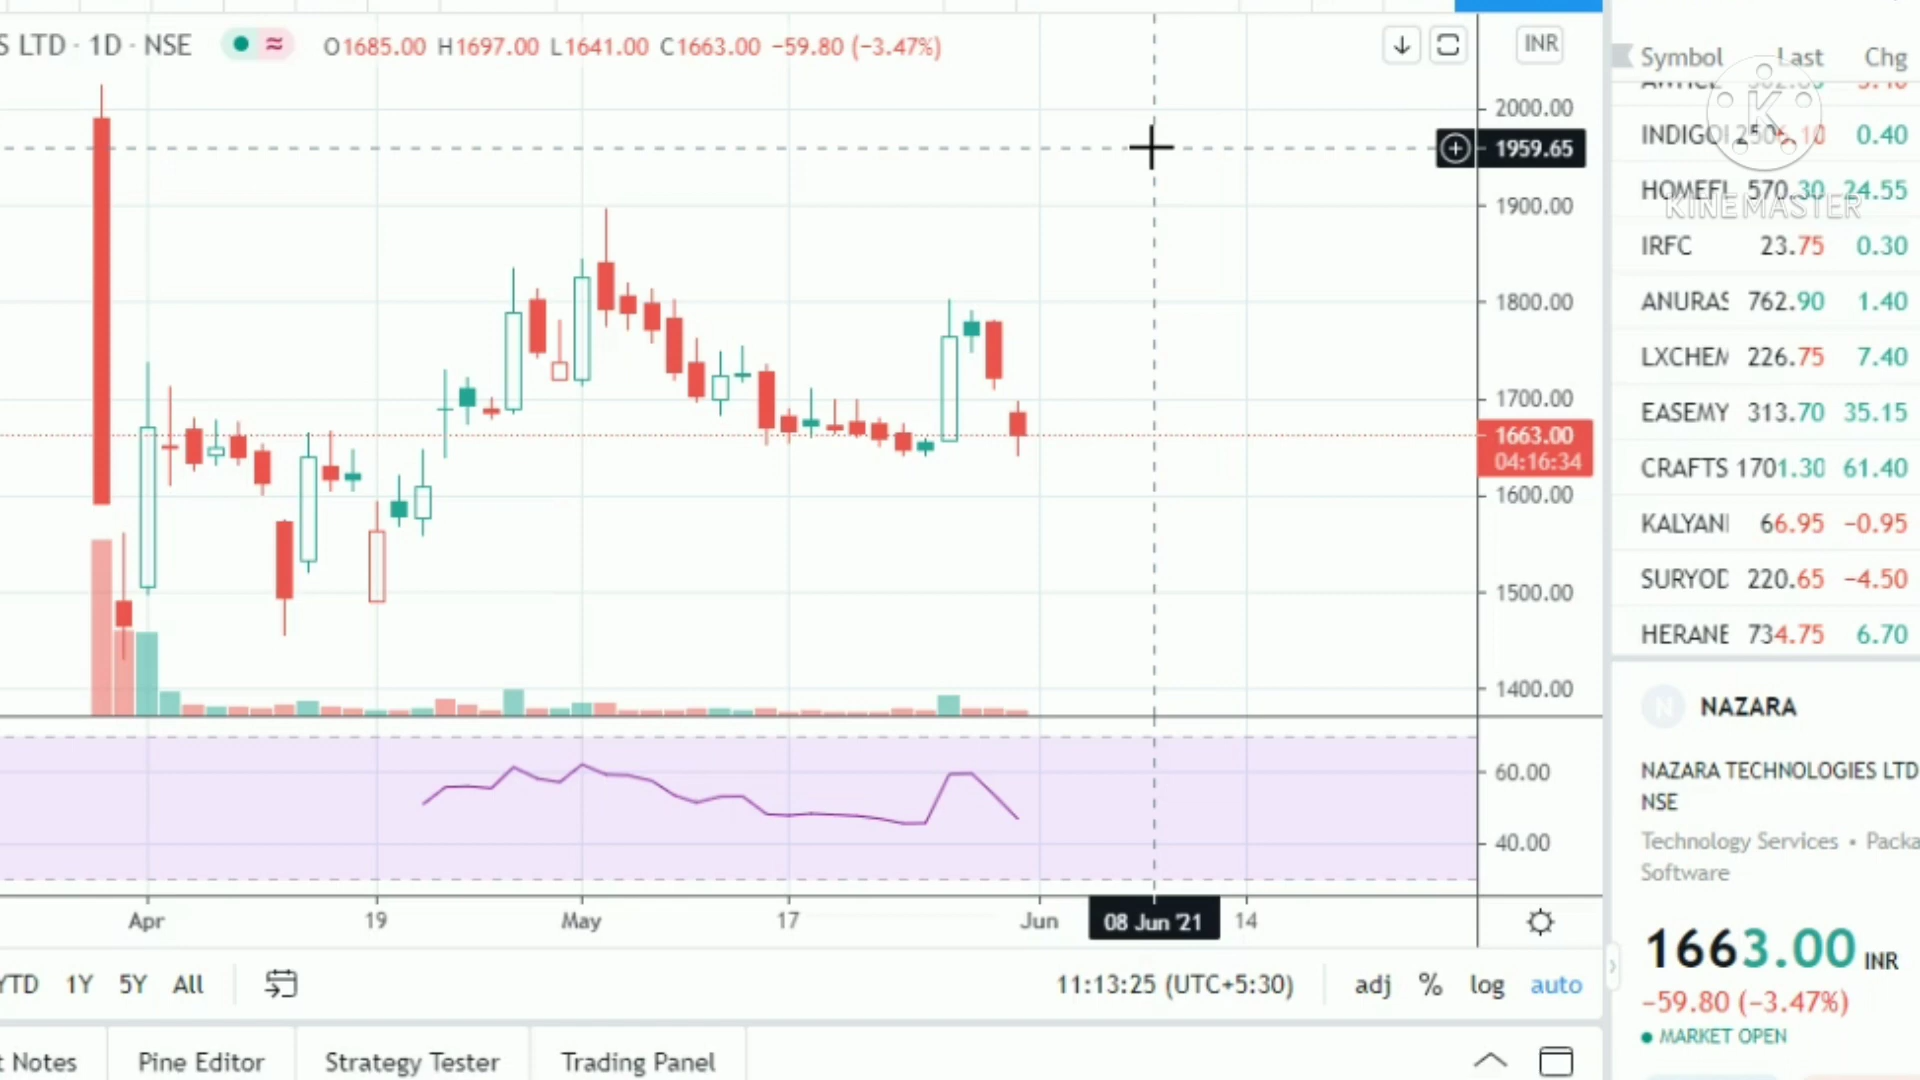 S LTD · 1D · NSE O1685.00 H1697.00 L1641.00 C1663.00 −59.80 (−3.47%)
INR
2000.00
1959.65
1900.00
1800.00
1700.00
1663.00
04:16:34
1600.00
1500.00
1400.00
60.00
40.00
Apr 19 May 17 Jun 08 Jun '21 14
YTD 1Y 5Y All
11:13:25 (UTC+5:30) adj % log auto
t Notes Pine Editor Strategy Tester Trading Panel
Symbol Last Chg
INDIGO 2506.10 0.40
HOMEFI 570.30 24.55
KINEMASTER
IRFC 23.75 0.30
ANURAS 762.90 1.40
LXCHEM 226.75 7.40
EASEMY 313.70 35.15
CRAFTS 1701.30 61.40
KALYANI 66.95 −0.95
SURYOD 220.65 −4.50
HERANE 734.75 6.70
N NAZARA
NAZARA TECHNOLOGIES LTD
NSE
Technology Services • Packa
Software
1663.00 INR
−59.80 (−3.47%)
MARKET OPEN